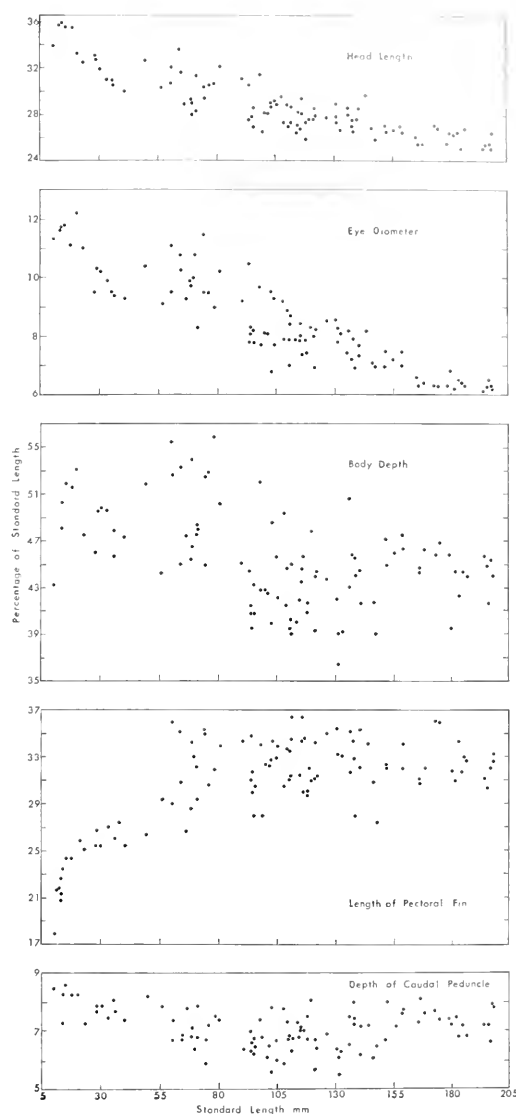 36
32
28
24
Head Length
12
10
8
6
Eye Diameter
55
51
47
43
39
35
Body Depth
Percentage of Standard Length
37
33
29
25
21
17
Length of Pectoral Fin
9
7
5
Depth of Caudal Peduncle
5 30 55 80 105 130 155 180 205
Standard Length mm